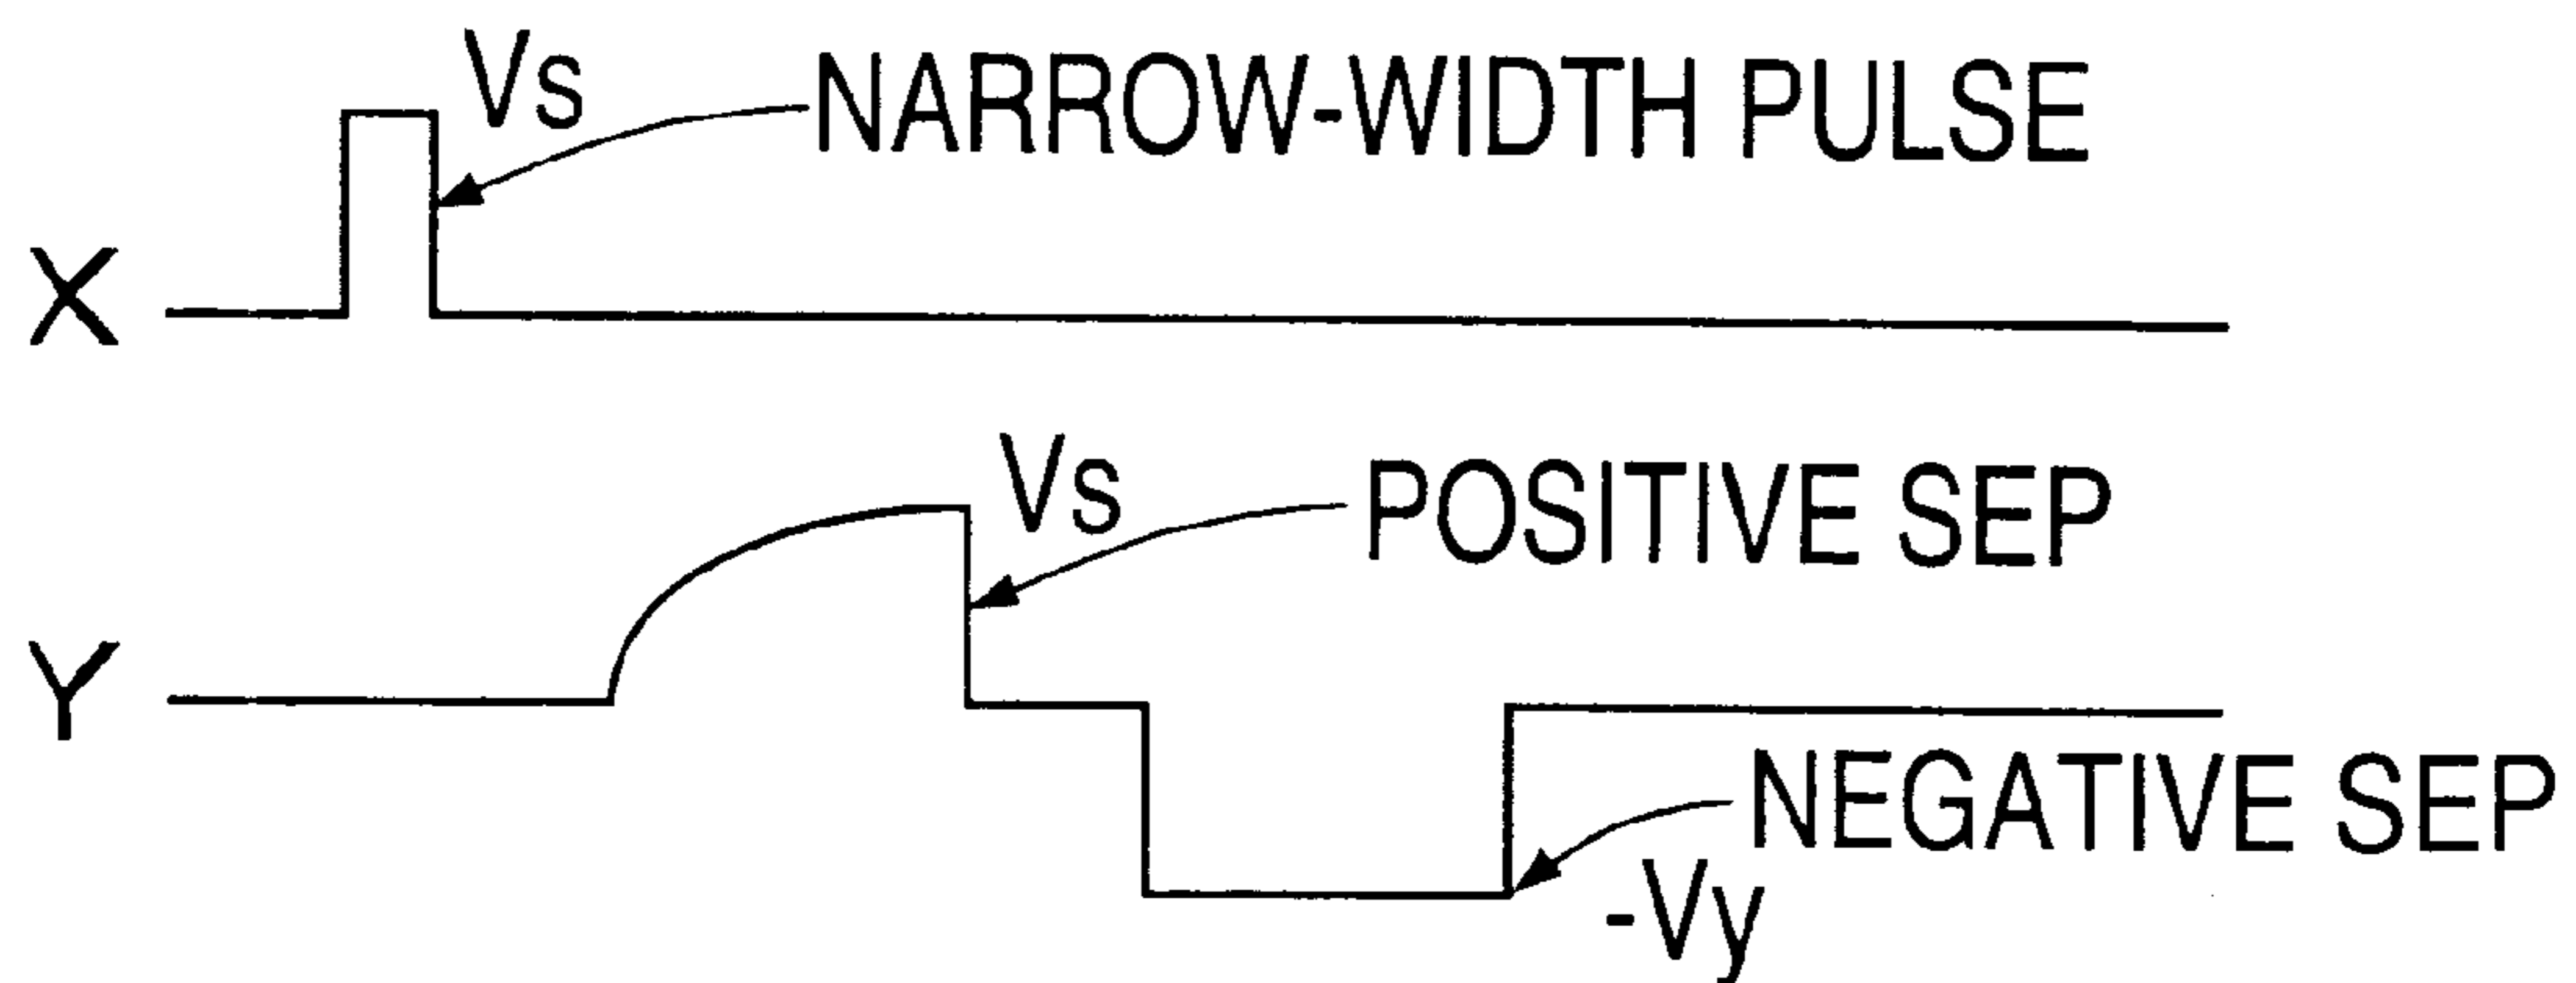 Vs NARROW-WIDTH PULSE
X
Vs POSITIVE SEP
Y
NEGATIVE SEP
-Vy